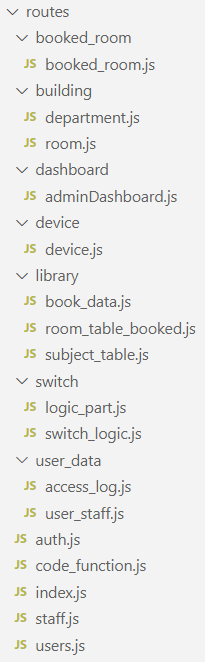 routes
booked_room
JS booked_room.js
building
JS department.js
JS room.js
dashboard
JS adminDashboard.js
device
JS device.js
library
JS book_data.js
JS room_table_booked.js
JS subject_table.js
switch
JS logic_part.js
JS switch_logic.js
user_data
JS access_log.js
JS user_staff.js
JS auth.js
JS code_function.js
JS index.js
JS staff.js
JS users.js